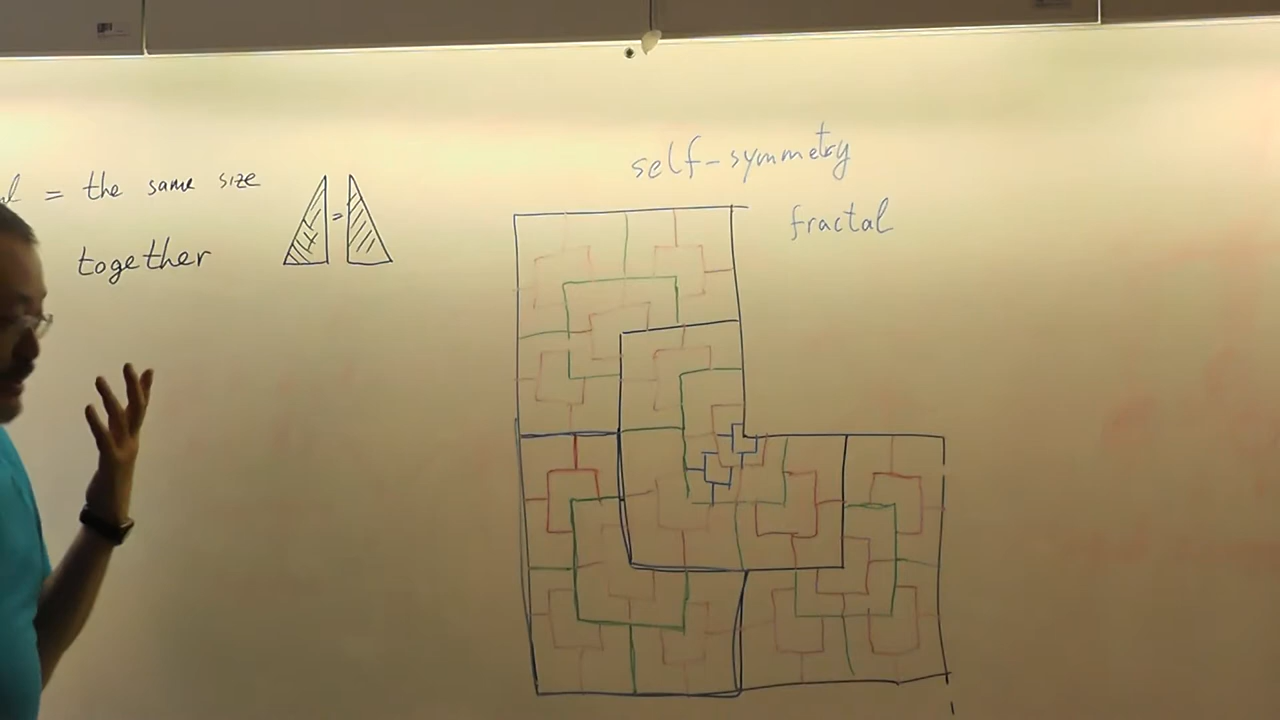 = the same size
together
=
self-symmetry
fractal